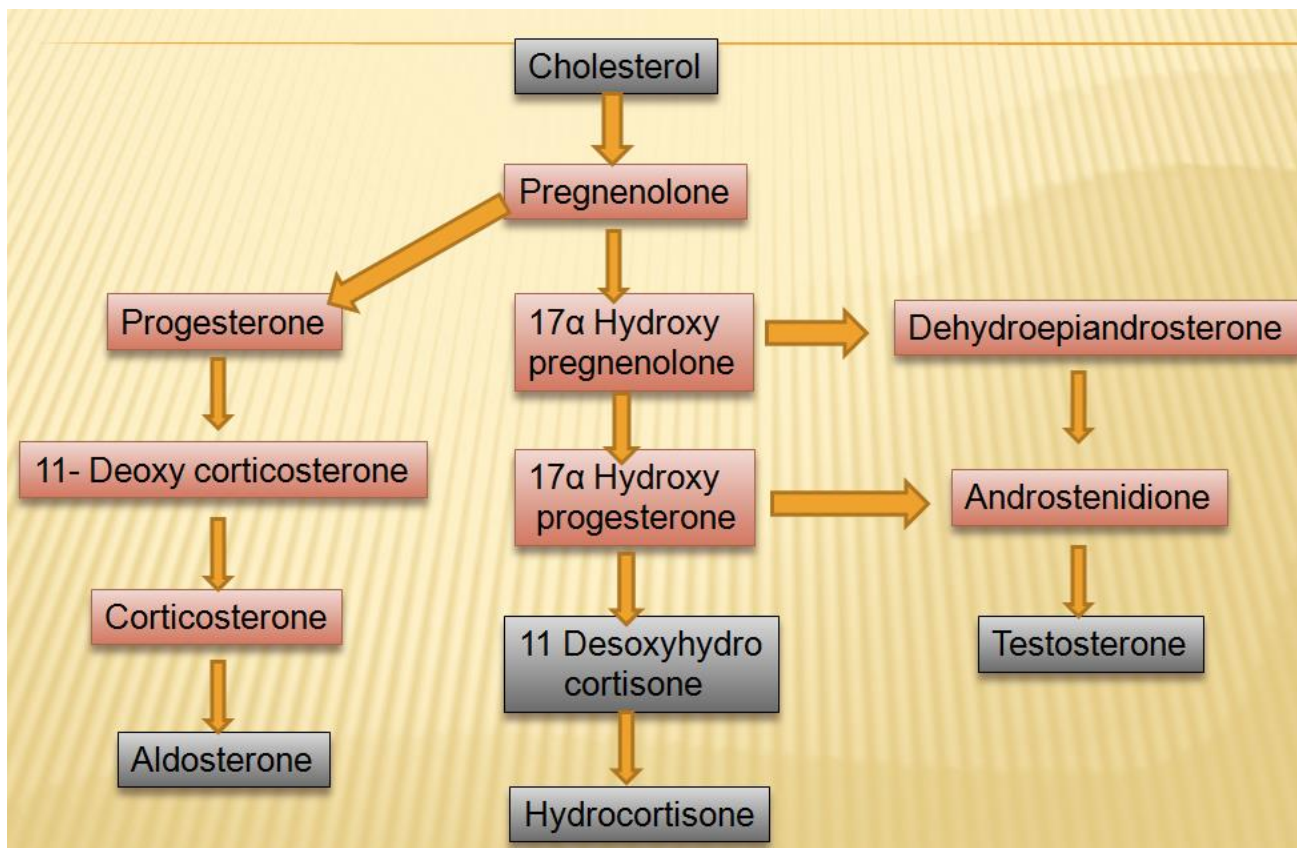 Cholesterol
Pregnenolone
Progesterone
17α Hydroxy
pregnenolone
Dehydroepiandrosterone
11- Deoxy corticosterone
17α Hydroxy
progesterone
Androstenidione
Corticosterone
11 Desoxyhydro
cortisone
Testosterone
Aldosterone
Hydrocortisone